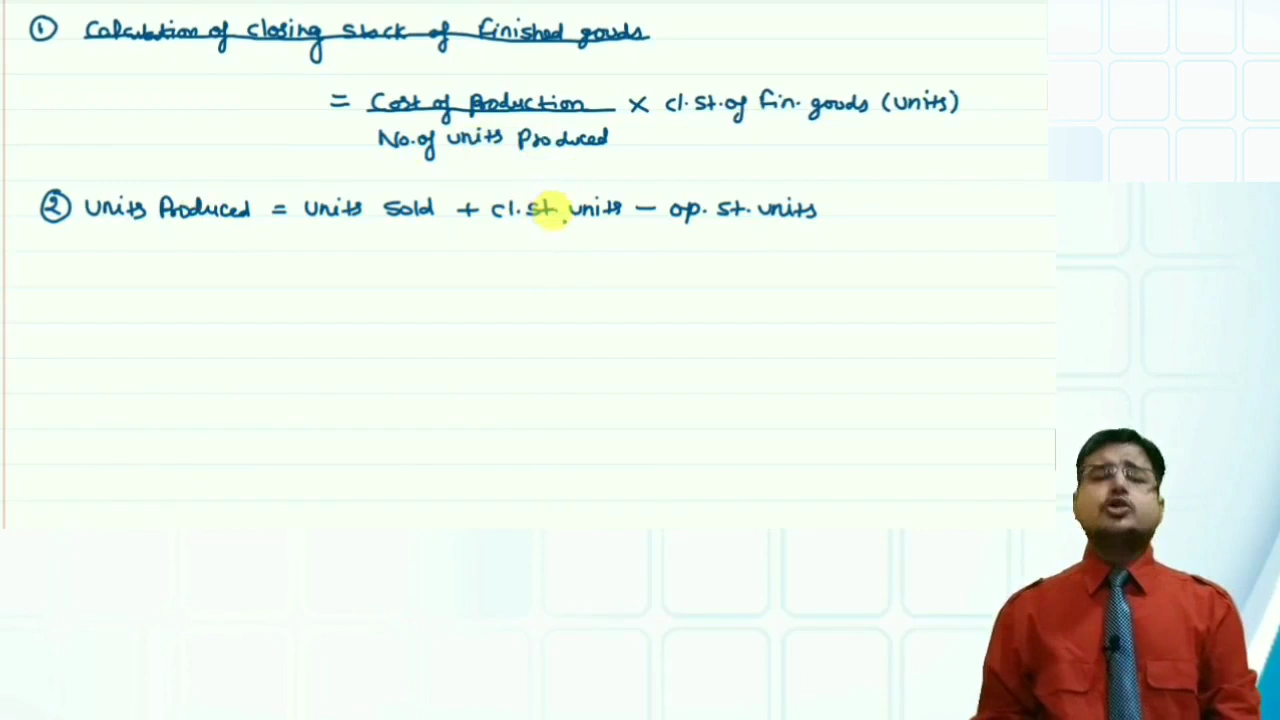 ① Calculation of closing stock of finished goods
= Cost of production × cl. st. of fin. goods (units)
No. of units Produced
② Units Produced = Units sold + cl. st. units − op. st. units